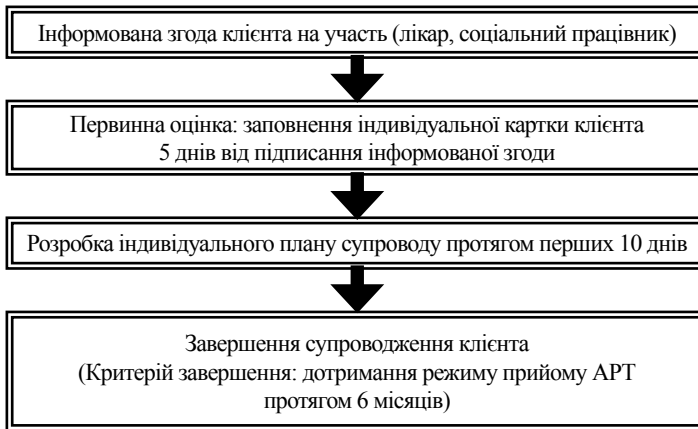 Інформована згода клієнта на участь (лікар, соціальний працівник)
Первинна оцінка: заповнення індивідуальної картки клієнта
5 днів від підписання інформованої згоди
Розробка індивідуального плану супроводу протягом перших 10 днів
Завершення супроводження клієнта
(Критерій завершення: дотримання режиму прийому АРТ
протягом 6 місяців)